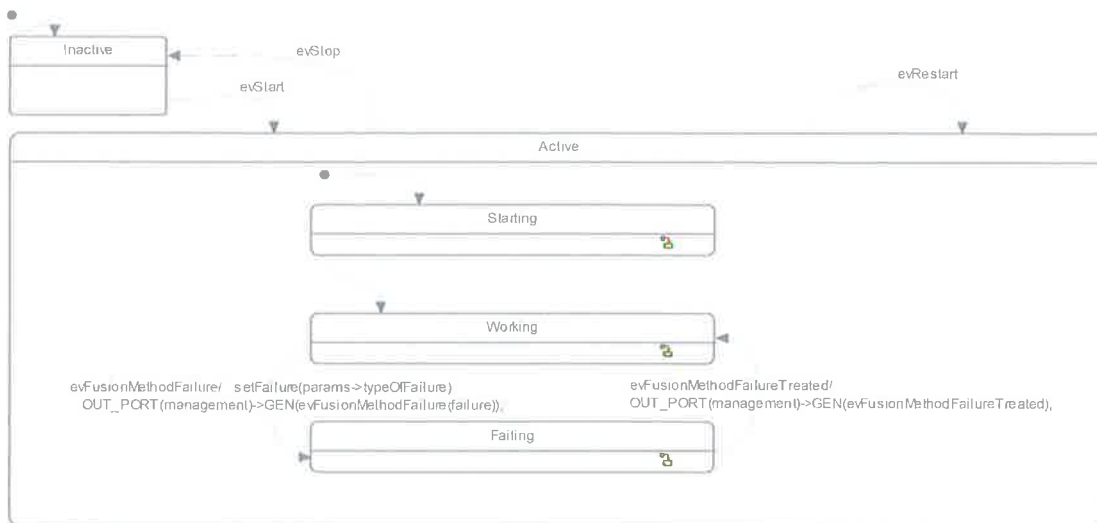 Inactive
evStop
evStart
evRestart
Active
Starting
Working
evFusionMethodFailure/ setFailure(params->typeOfFailure)
OUT_PORT(management)->GEN(evFusionMethodFailure(failure));
evFusionMethodFailureTreated/
OUT_PORT(management)->GEN(evFusionMethodFailureTreated);
Failing